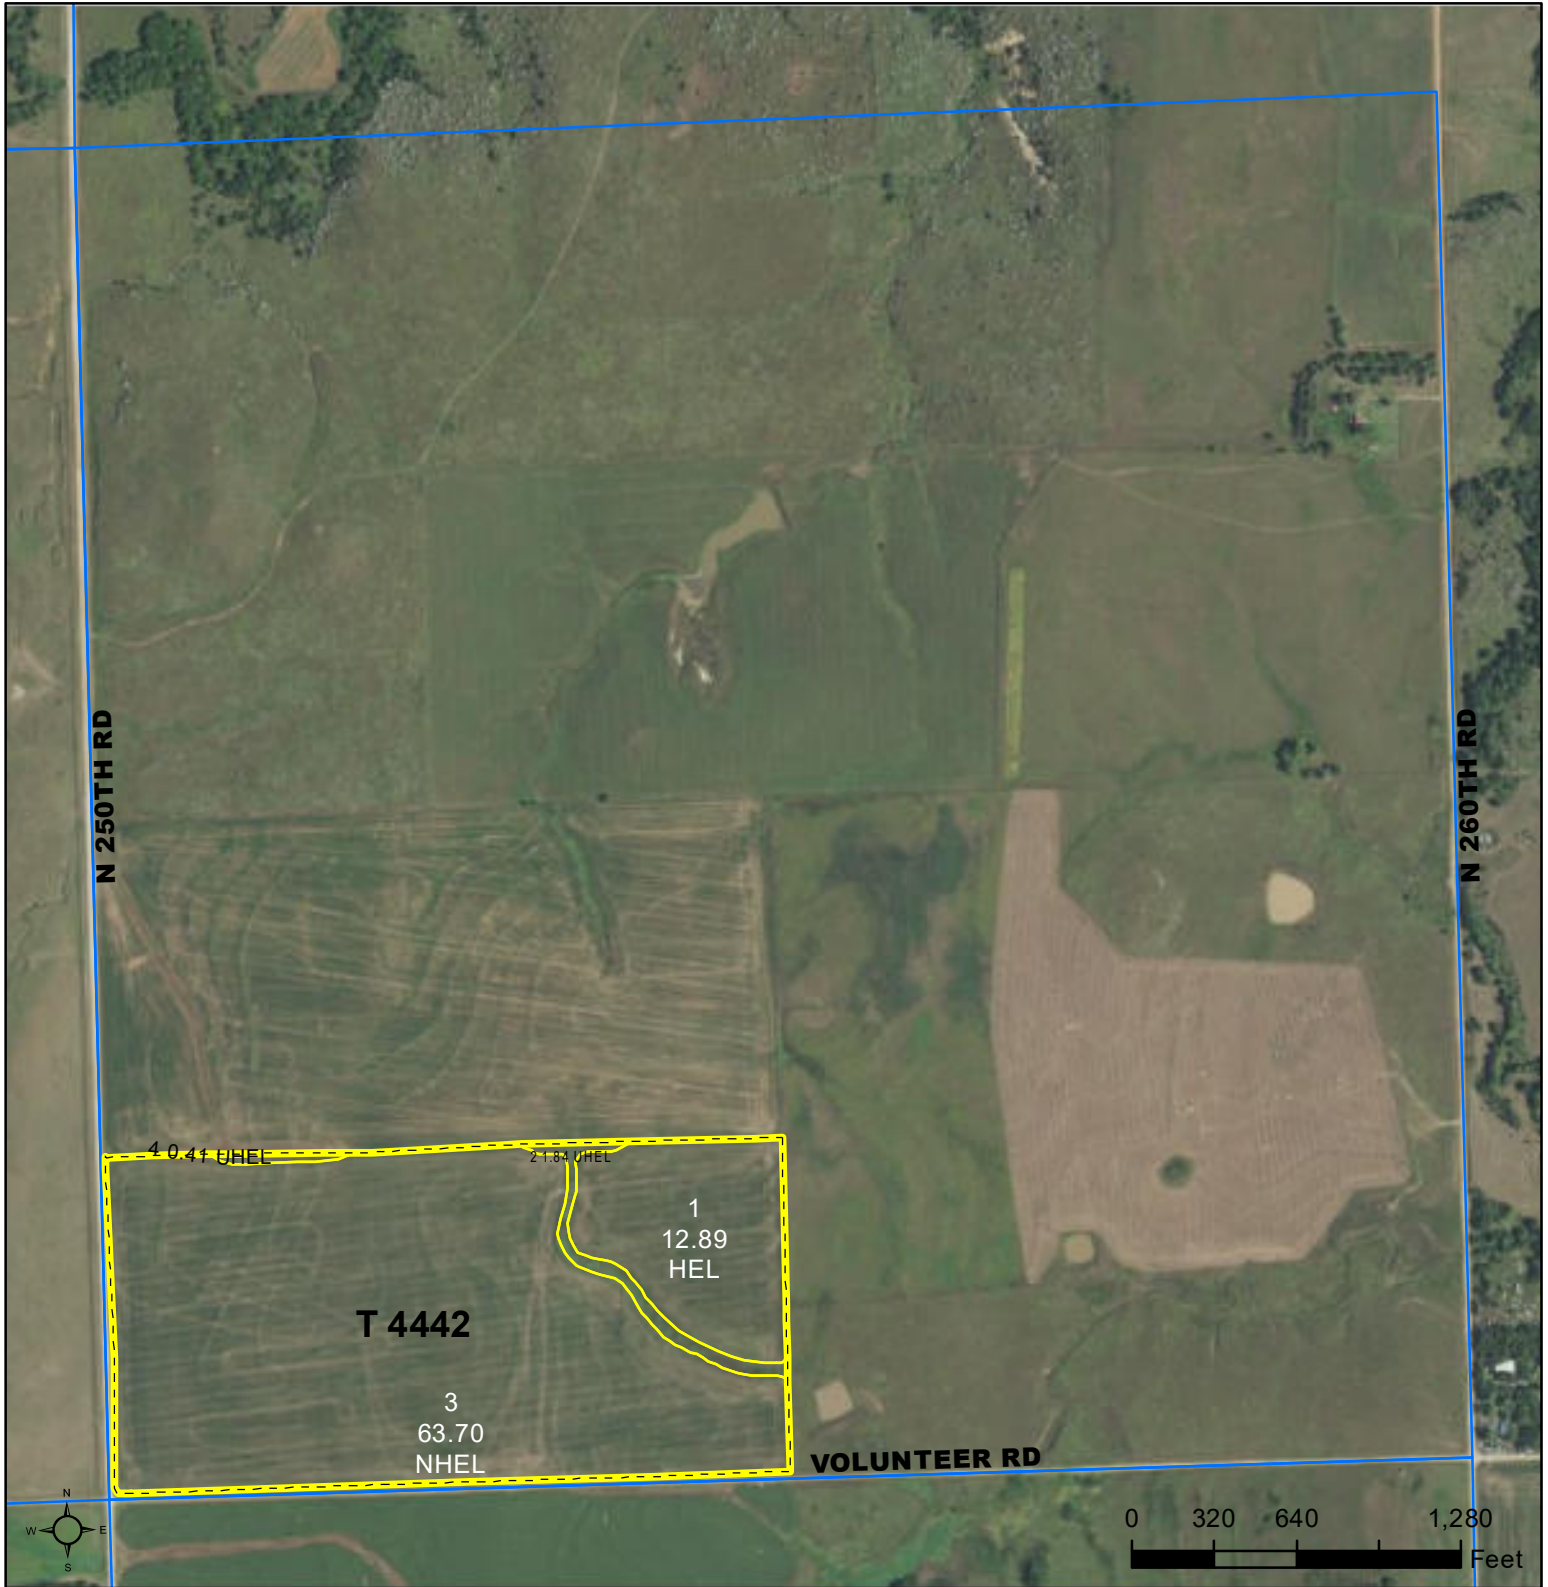 N 250TH RD
N 260TH RD
4 0.41 UHEL
2 1.84 UHEL
1
12.89
HEL
T 4442
3
63.70
NHEL
VOLUNTEER RD
N
W E
S
0 320 640 1,280
Feet